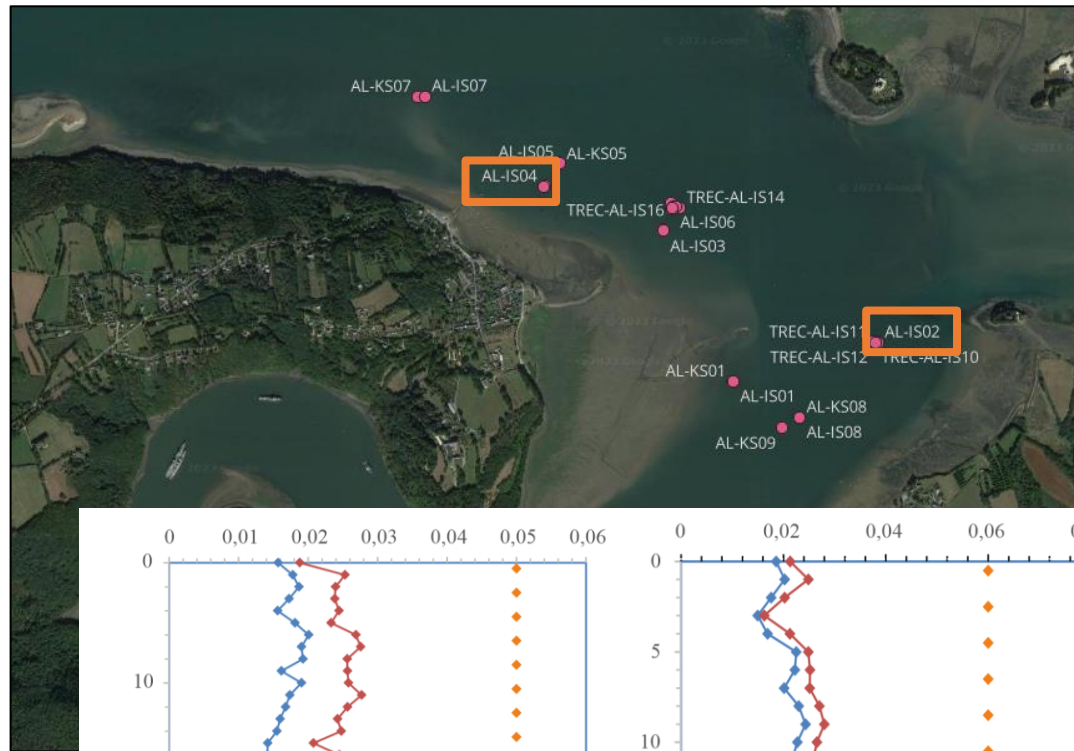 © 2023 Google
AL-KS07 AL-IS07
AL-IS05 AL-KS05
AL-IS04
TREC-AL-IS14
TREC-AL-IS16
AL-IS06
AL-IS03
TREC-AL-IS11 AL-IS02
TREC-AL-IS12 TREC-AL-IS10
AL-KS01
AL-IS01
AL-KS08
AL-KS09 AL-IS08
0 0,01 0,02 0,03 0,04 0,05 0,06
0
10
0 0,02 0,04 0,06
0
5
10